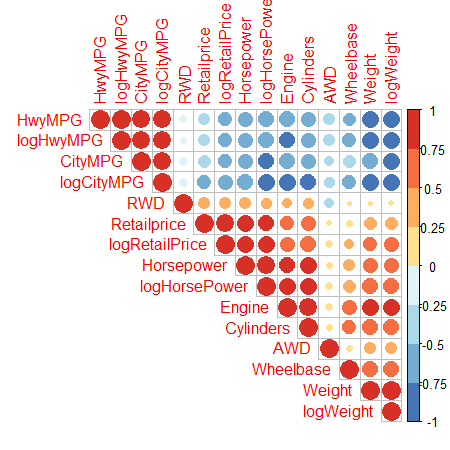 HwyMPG
logHwyMPG
CityMPG
logCityMPG
RWD
Retailprice
logRetailPrice
Horsepower
logHorsePowe
Engine
Cylinders
AWD
Wheelbase
Weight
logWeight
HwyMPG
logHwyMPG
CityMPG
logCityMPG
RWD
Retailprice
logRetailPrice
Horsepower
logHorsePower
Engine
Cylinders
AWD
Wheelbase
Weight
logWeight
1
0.75
0.5
0.25
0
-0.25
-0.5
-0.75
-1